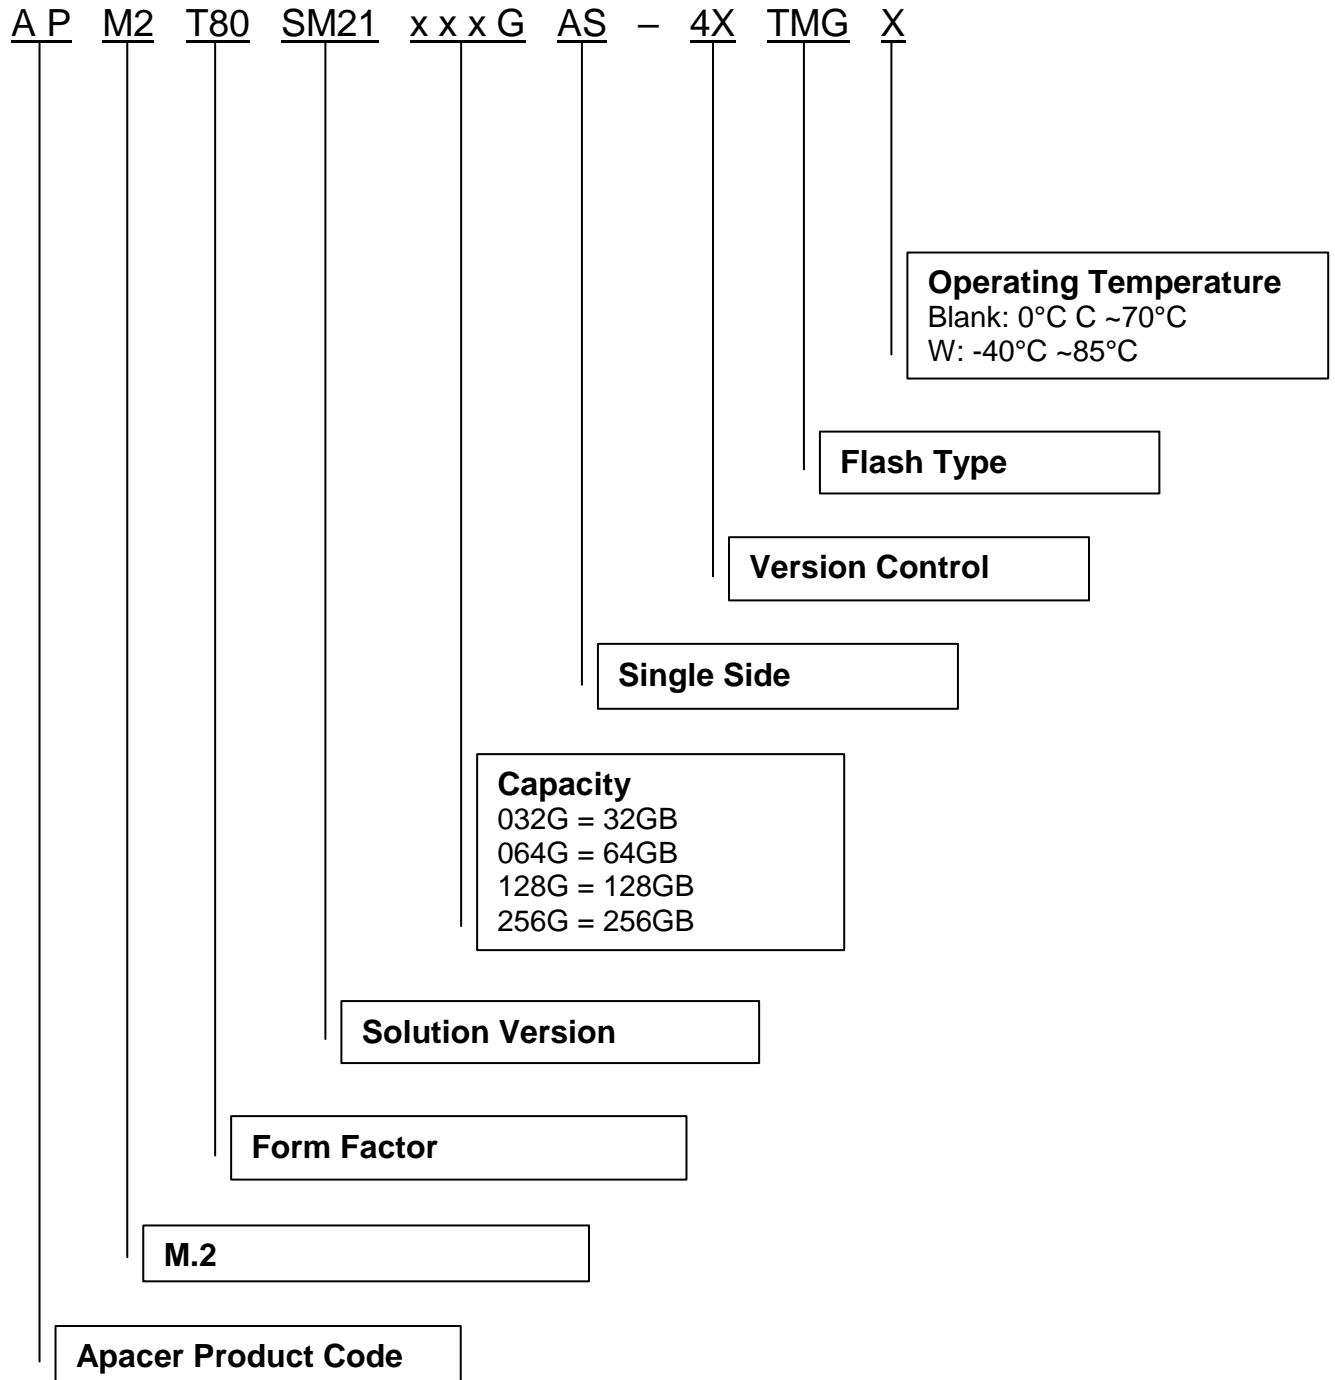 A P M2 T80 SM21 x x x G AS – 4X TMG X
Operating Temperature
Blank: 0°C C ~70°C
W: -40°C ~85°C
Flash Type
Version Control
Single Side
Capacity
032G = 32GB
064G = 64GB
128G = 128GB
256G = 256GB
Solution Version
Form Factor
M.2
Apacer Product Code